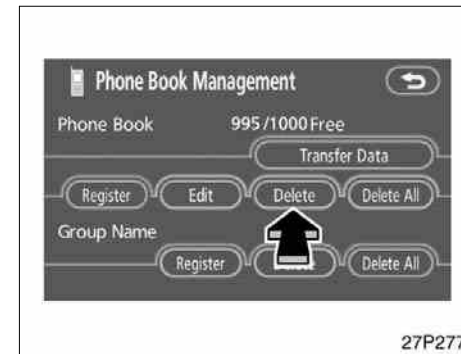 Phone Book Management
Phone Book 995/1000 Free
Transfer Data
Register Edit Delete Delete All
Group Name
Register Delete All
27P277